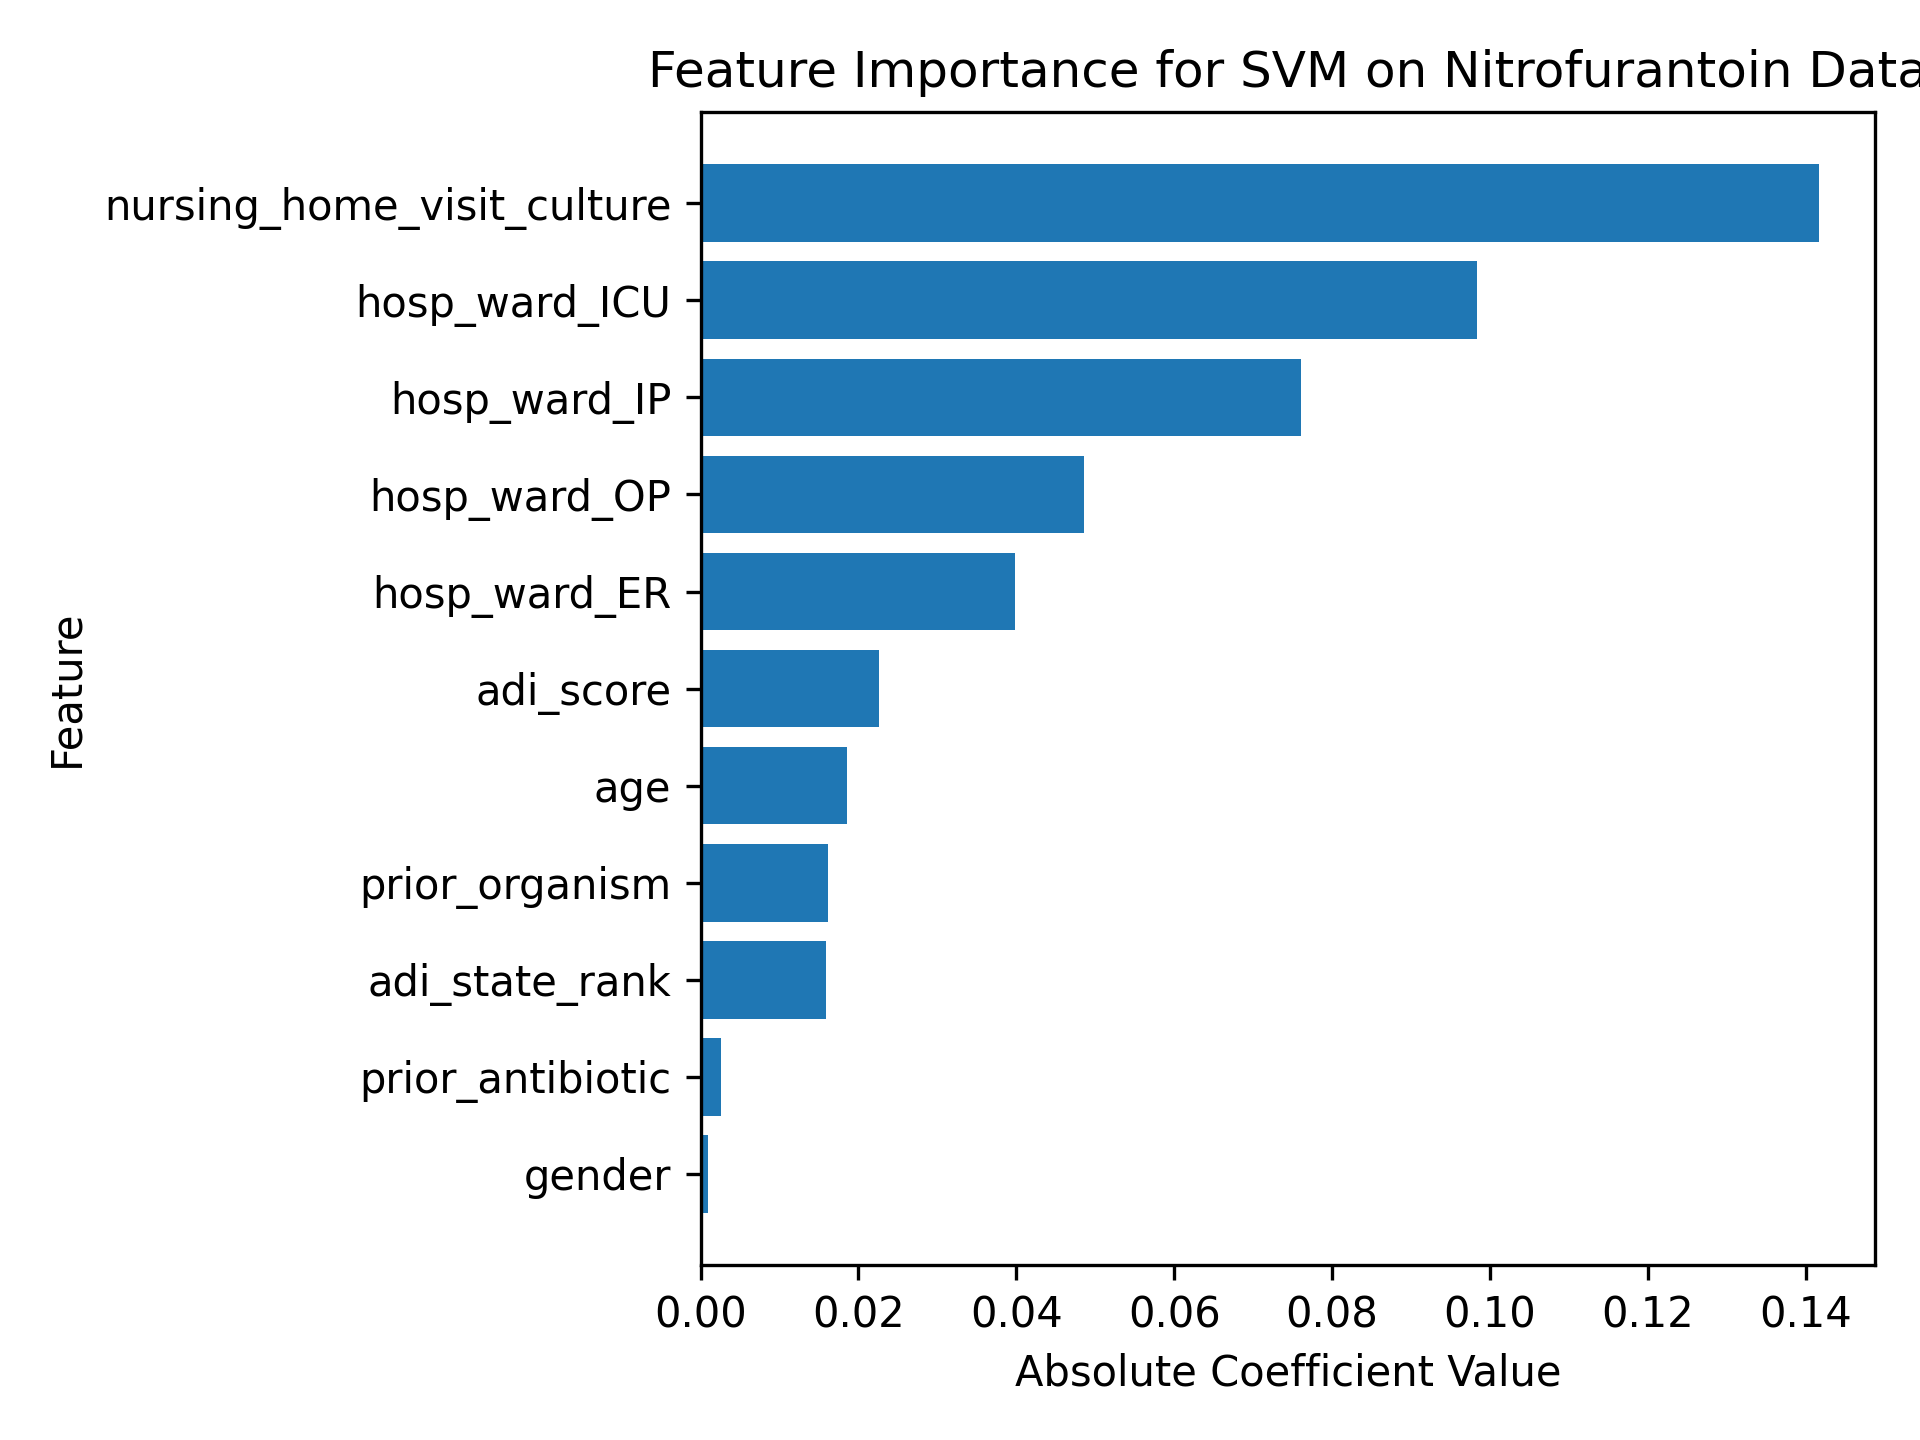 Feature Importance for SVM on Nitrofurantoin Data
nursing_home_visit_culture
hosp_ward_ICU
hosp_ward_IP
hosp_ward_OP
hosp_ward_ER
adi_score
age
prior_organism
adi_state_rank
prior_antibiotic
gender
Feature
0.00 0.02 0.04 0.06 0.08 0.10 0.12 0.14
Absolute Coefficient Value